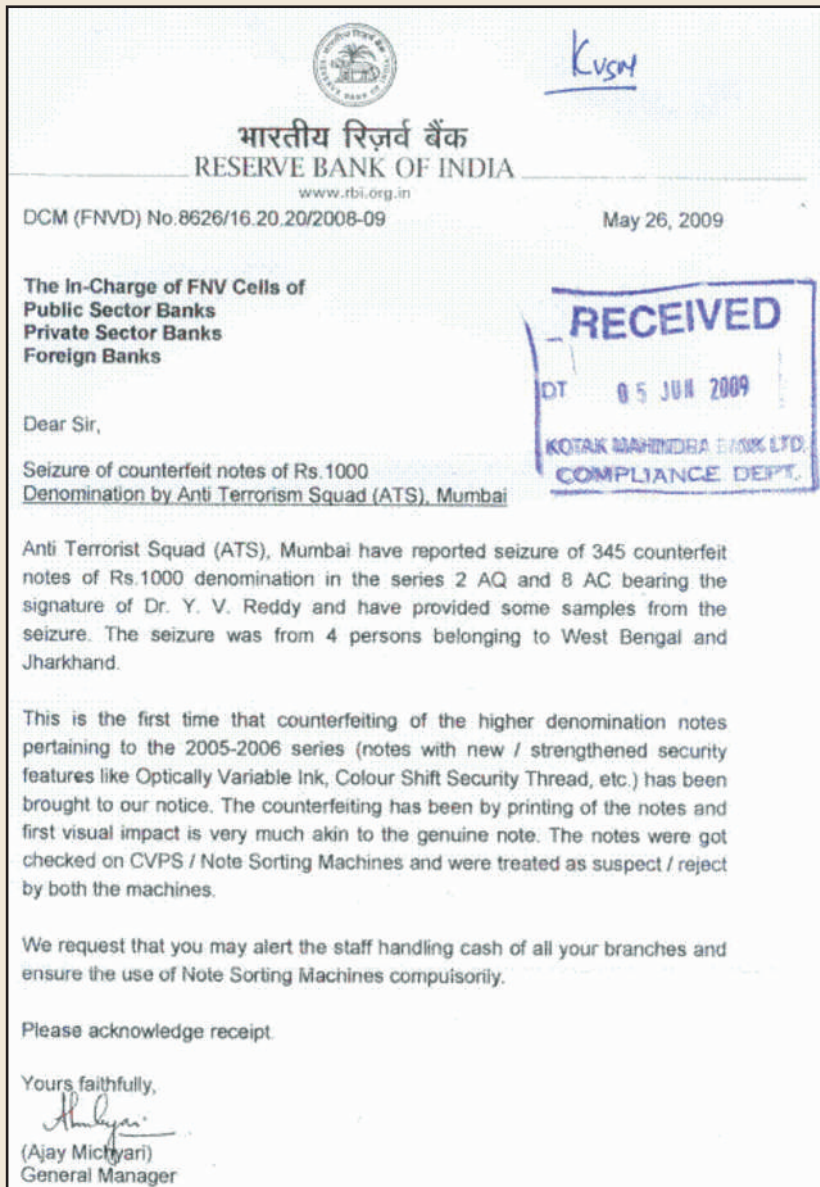 Kvsm
भारतीय रिज़र्व बैंक
RESERVE BANK OF INDIA
www.rbi.org.in
DCM (FNVD) No.8626/16.20.20/2008-09 May 26, 2009
The In-Charge of FNV Cells of
Public Sector Banks
Private Sector Banks
Foreign Banks
RECEIVED
DT 05 JUN 2009
KOTAK MAHINDRA BANK LTD.
COMPLIANCE DEPT.
Dear Sir,
Seizure of counterfeit notes of Rs.1000
Denomination by Anti Terrorism Squad (ATS), Mumbai
Anti Terrorist Squad (ATS), Mumbai have reported seizure of 345 counterfeit
notes of Rs.1000 denomination in the series 2 AQ and 8 AC bearing the
signature of Dr. Y. V. Reddy and have provided some samples from the
seizure. The seizure was from 4 persons belonging to West Bengal and
Jharkhand.
This is the first time that counterfeiting of the higher denomination notes
pertaining to the 2005-2006 series (notes with new / strengthened security
features like Optically Variable Ink, Colour Shift Security Thread, etc.) has been
brought to our notice. The counterfeiting has been by printing of the notes and
first visual impact is very much akin to the genuine note. The notes were got
checked on CVPS / Note Sorting Machines and were treated as suspect / reject
by both the machines.
We request that you may alert the staff handling cash of all your branches and
ensure the use of Note Sorting Machines compulsorily.
Please acknowledge receipt.
Yours faithfully,
(Ajay Michyari)
General Manager